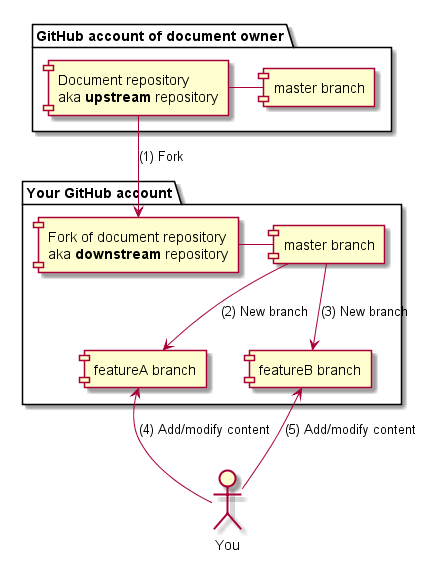 GitHub account of document owner
Document repository
aka upstream repository
master branch
(1) Fork
Your GitHub account
Fork of document repository
aka downstream repository
master branch
(2) New branch
(3) New branch
featureA branch
featureB branch
(4) Add/modify content
(5) Add/modify content
You